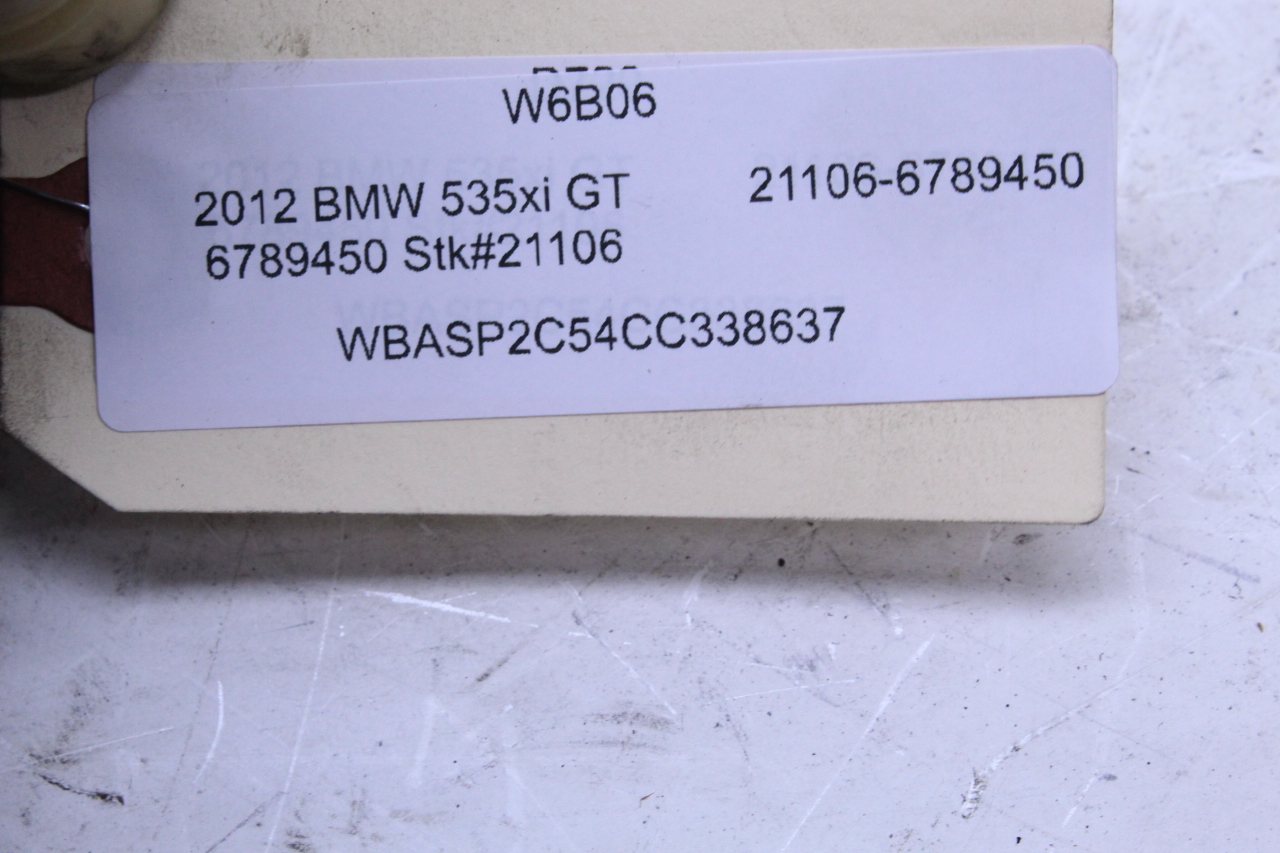 W6B06
2012 BMW 535xi GT 21106-6789450
6789450 Stk#21106
WBASP2C54CC338637